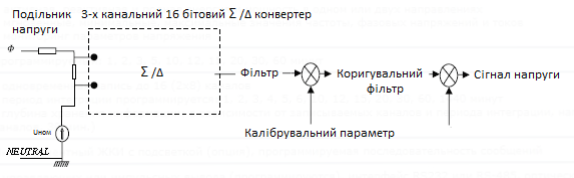 Подільник напруги
3-х канальний 16 бітовий Σ/Δ конвертер
Φ
Σ/Δ
Фільтр
Коригувальний фільтр
Сігнал напруги
Uном
Калібрувальний параметр
NEUTRAL